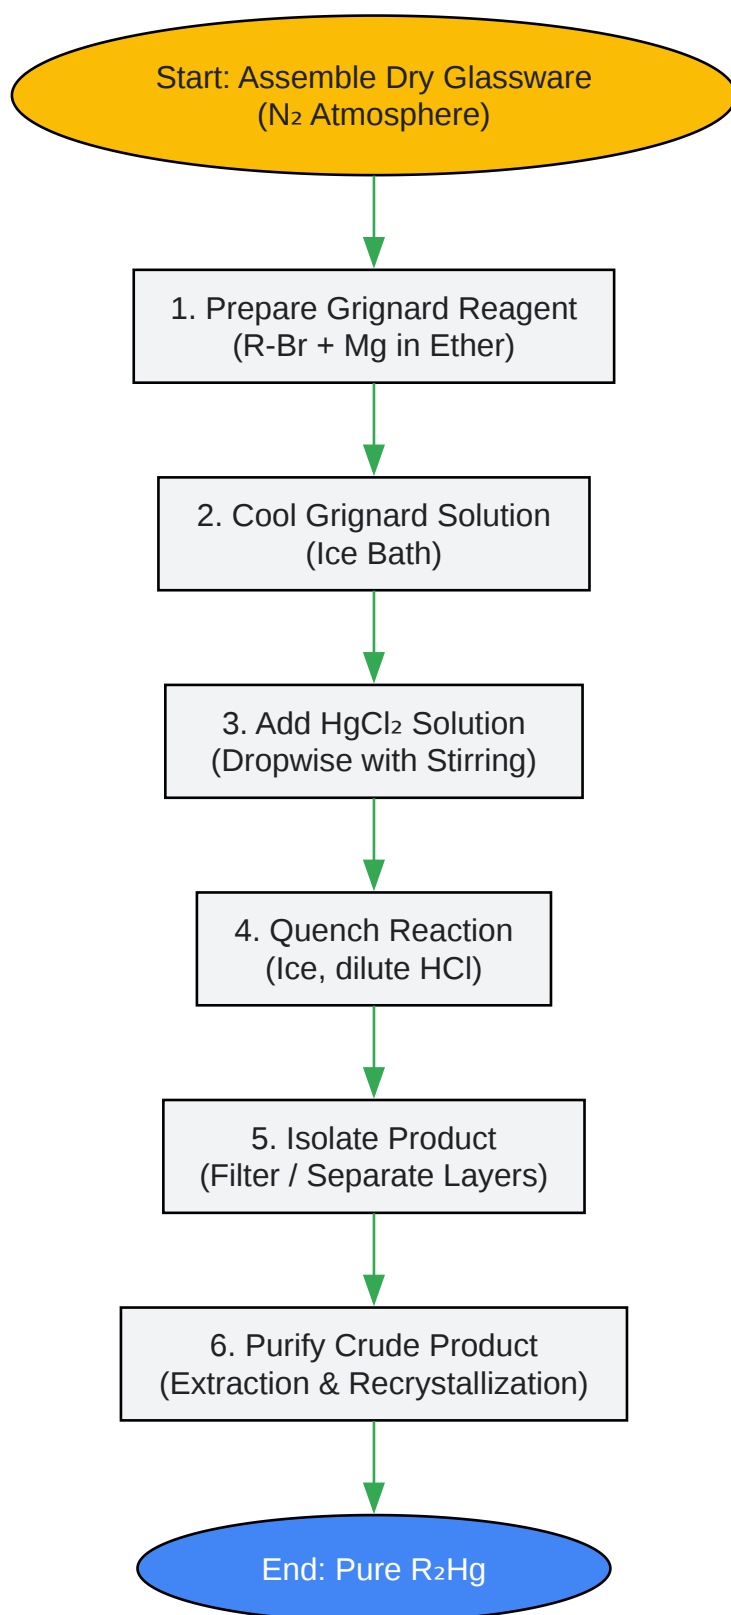 Start: Assemble Dry Glassware
(N₂ Atmosphere)
1. Prepare Grignard Reagent
(R-Br + Mg in Ether)
2. Cool Grignard Solution
(Ice Bath)
3. Add HgCl₂ Solution
(Dropwise with Stirring)
4. Quench Reaction
(Ice, dilute HCl)
5. Isolate Product
(Filter / Separate Layers)
6. Purify Crude Product
(Extraction & Recrystallization)
End: Pure R₂Hg